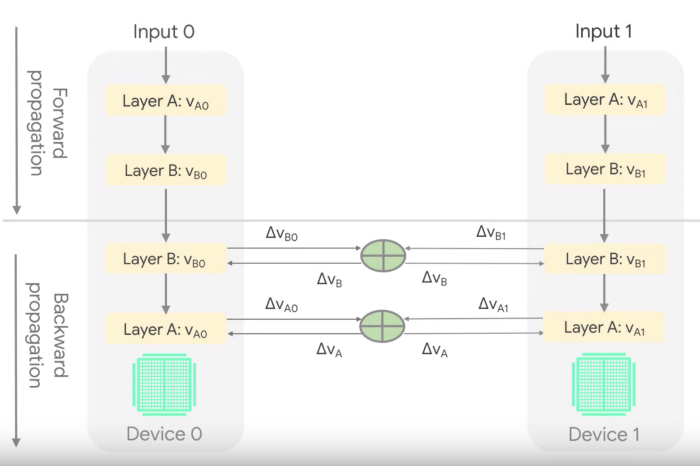 Input 0
Input 1
Forward
propagation
Layer A: vA0
Layer A: vA1
Layer B: vB0
Layer B: vB1
Backward
propagation
Layer B: vB0
ΔvB0
ΔvB1
Layer B: vB1
ΔvB
ΔvB
Layer A: vA0
ΔvA0
ΔvA1
Layer A: vA1
ΔvA
ΔvA
Device 0
Device 1